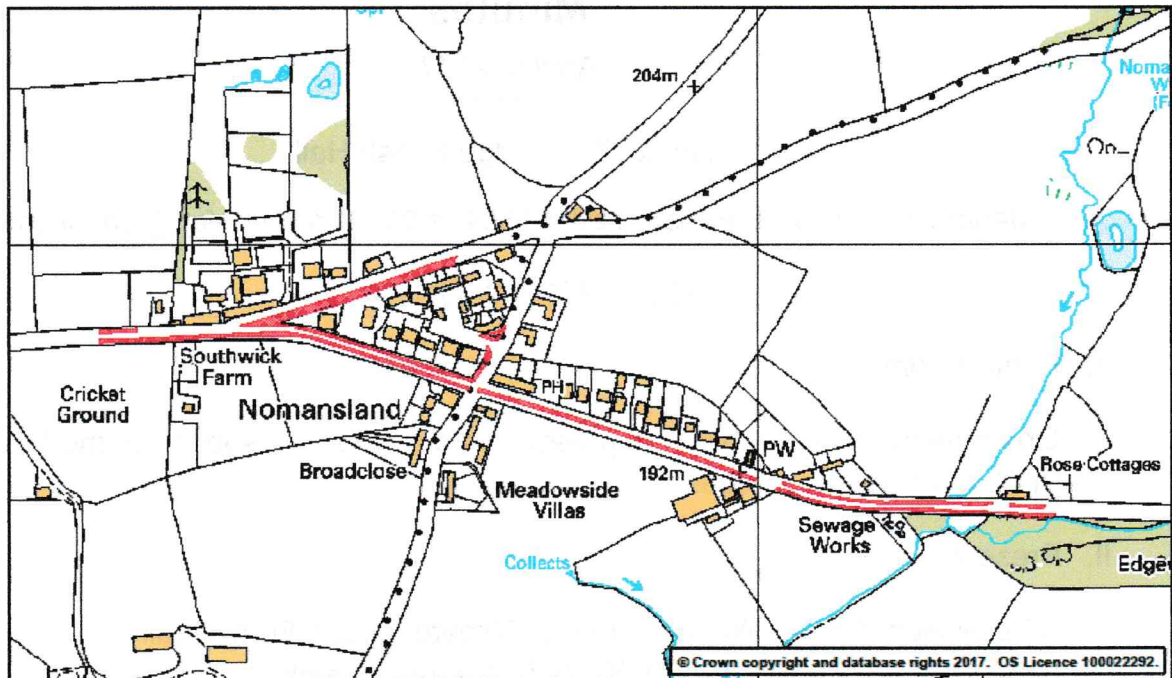 Spr
204m
Southwick
Farm
Cricket
Ground
Nomansland
PH
Broadclose
192m
PW
Rose Cottages
Meadowside
Villas
Sewage
Works
Collects
© Crown copyright and database rights 2017. OS Licence 100022292.